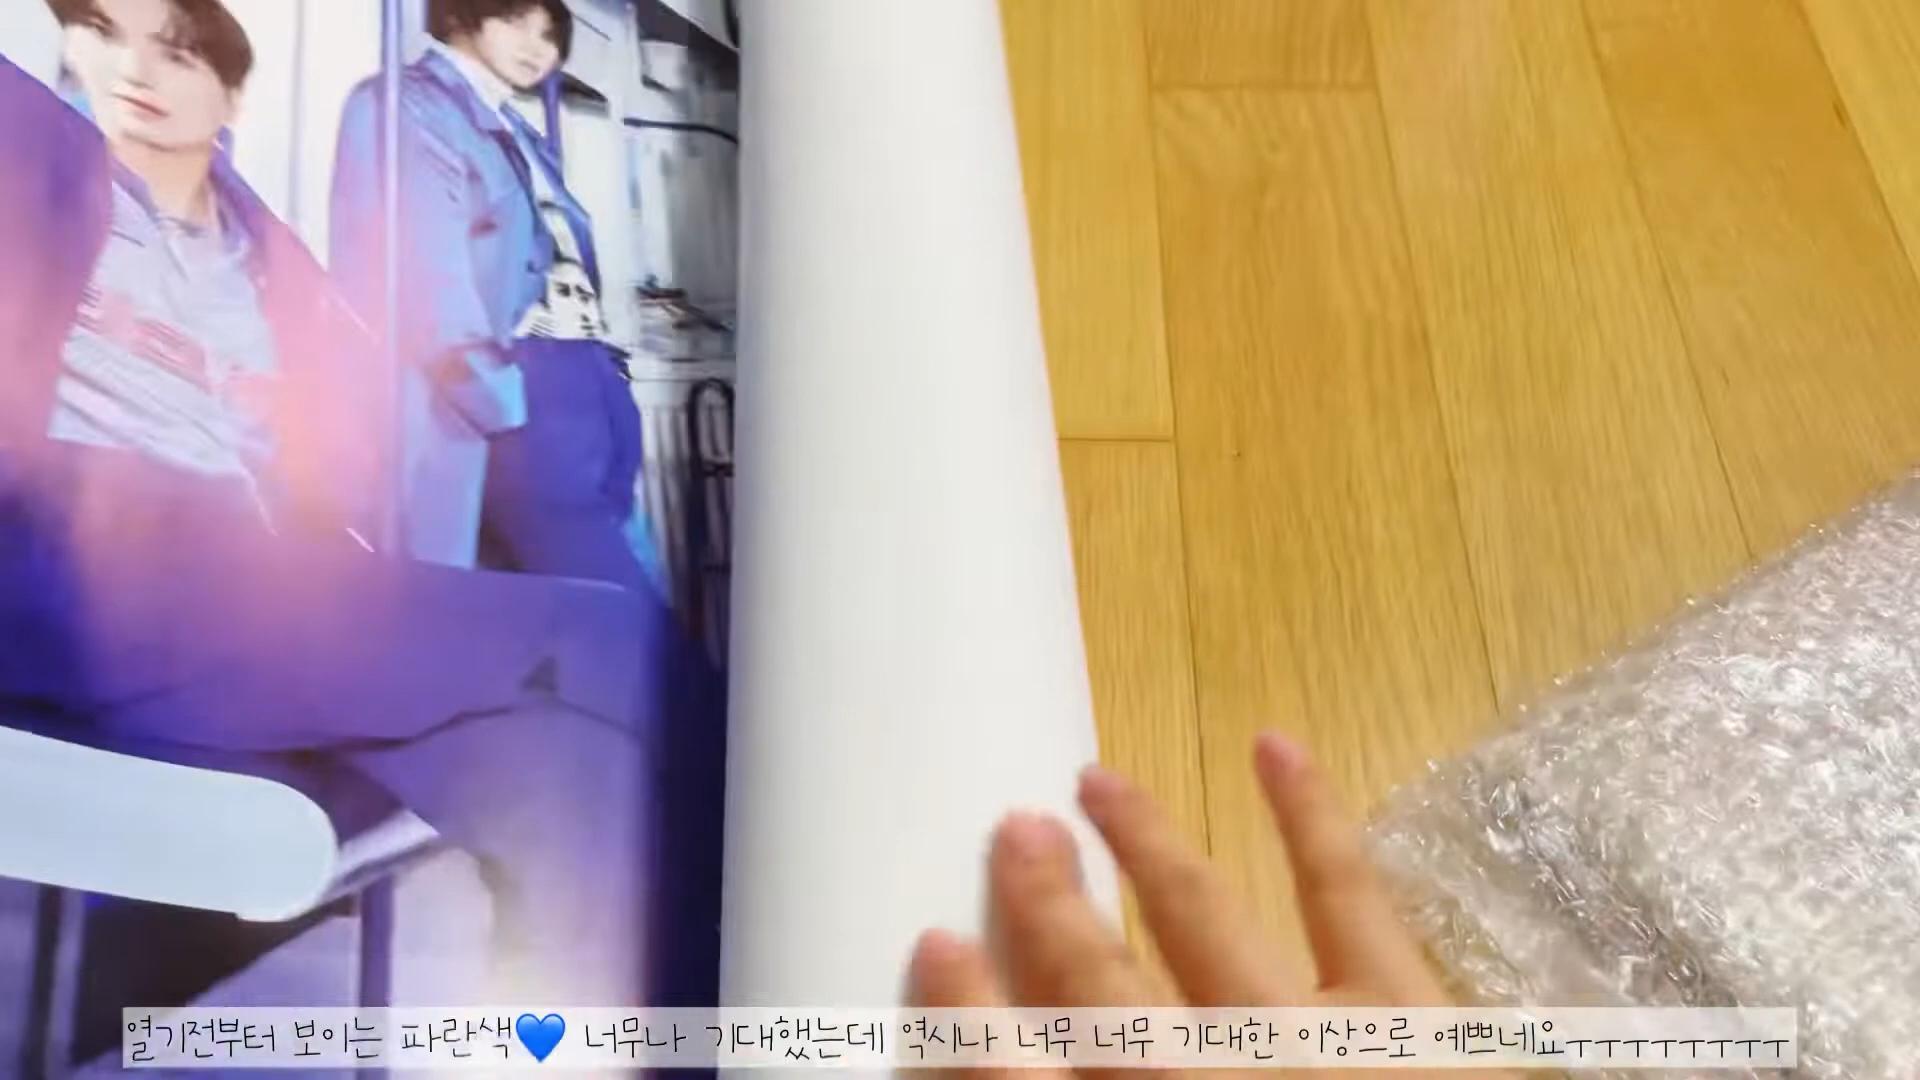 열기전부터 보이는 파란색💙 너무나 기대했는데 역시나 너무 너무 기대한 이상으로 예쁘네요ㅜㅜㅜㅜㅜㅜㅜㅜ